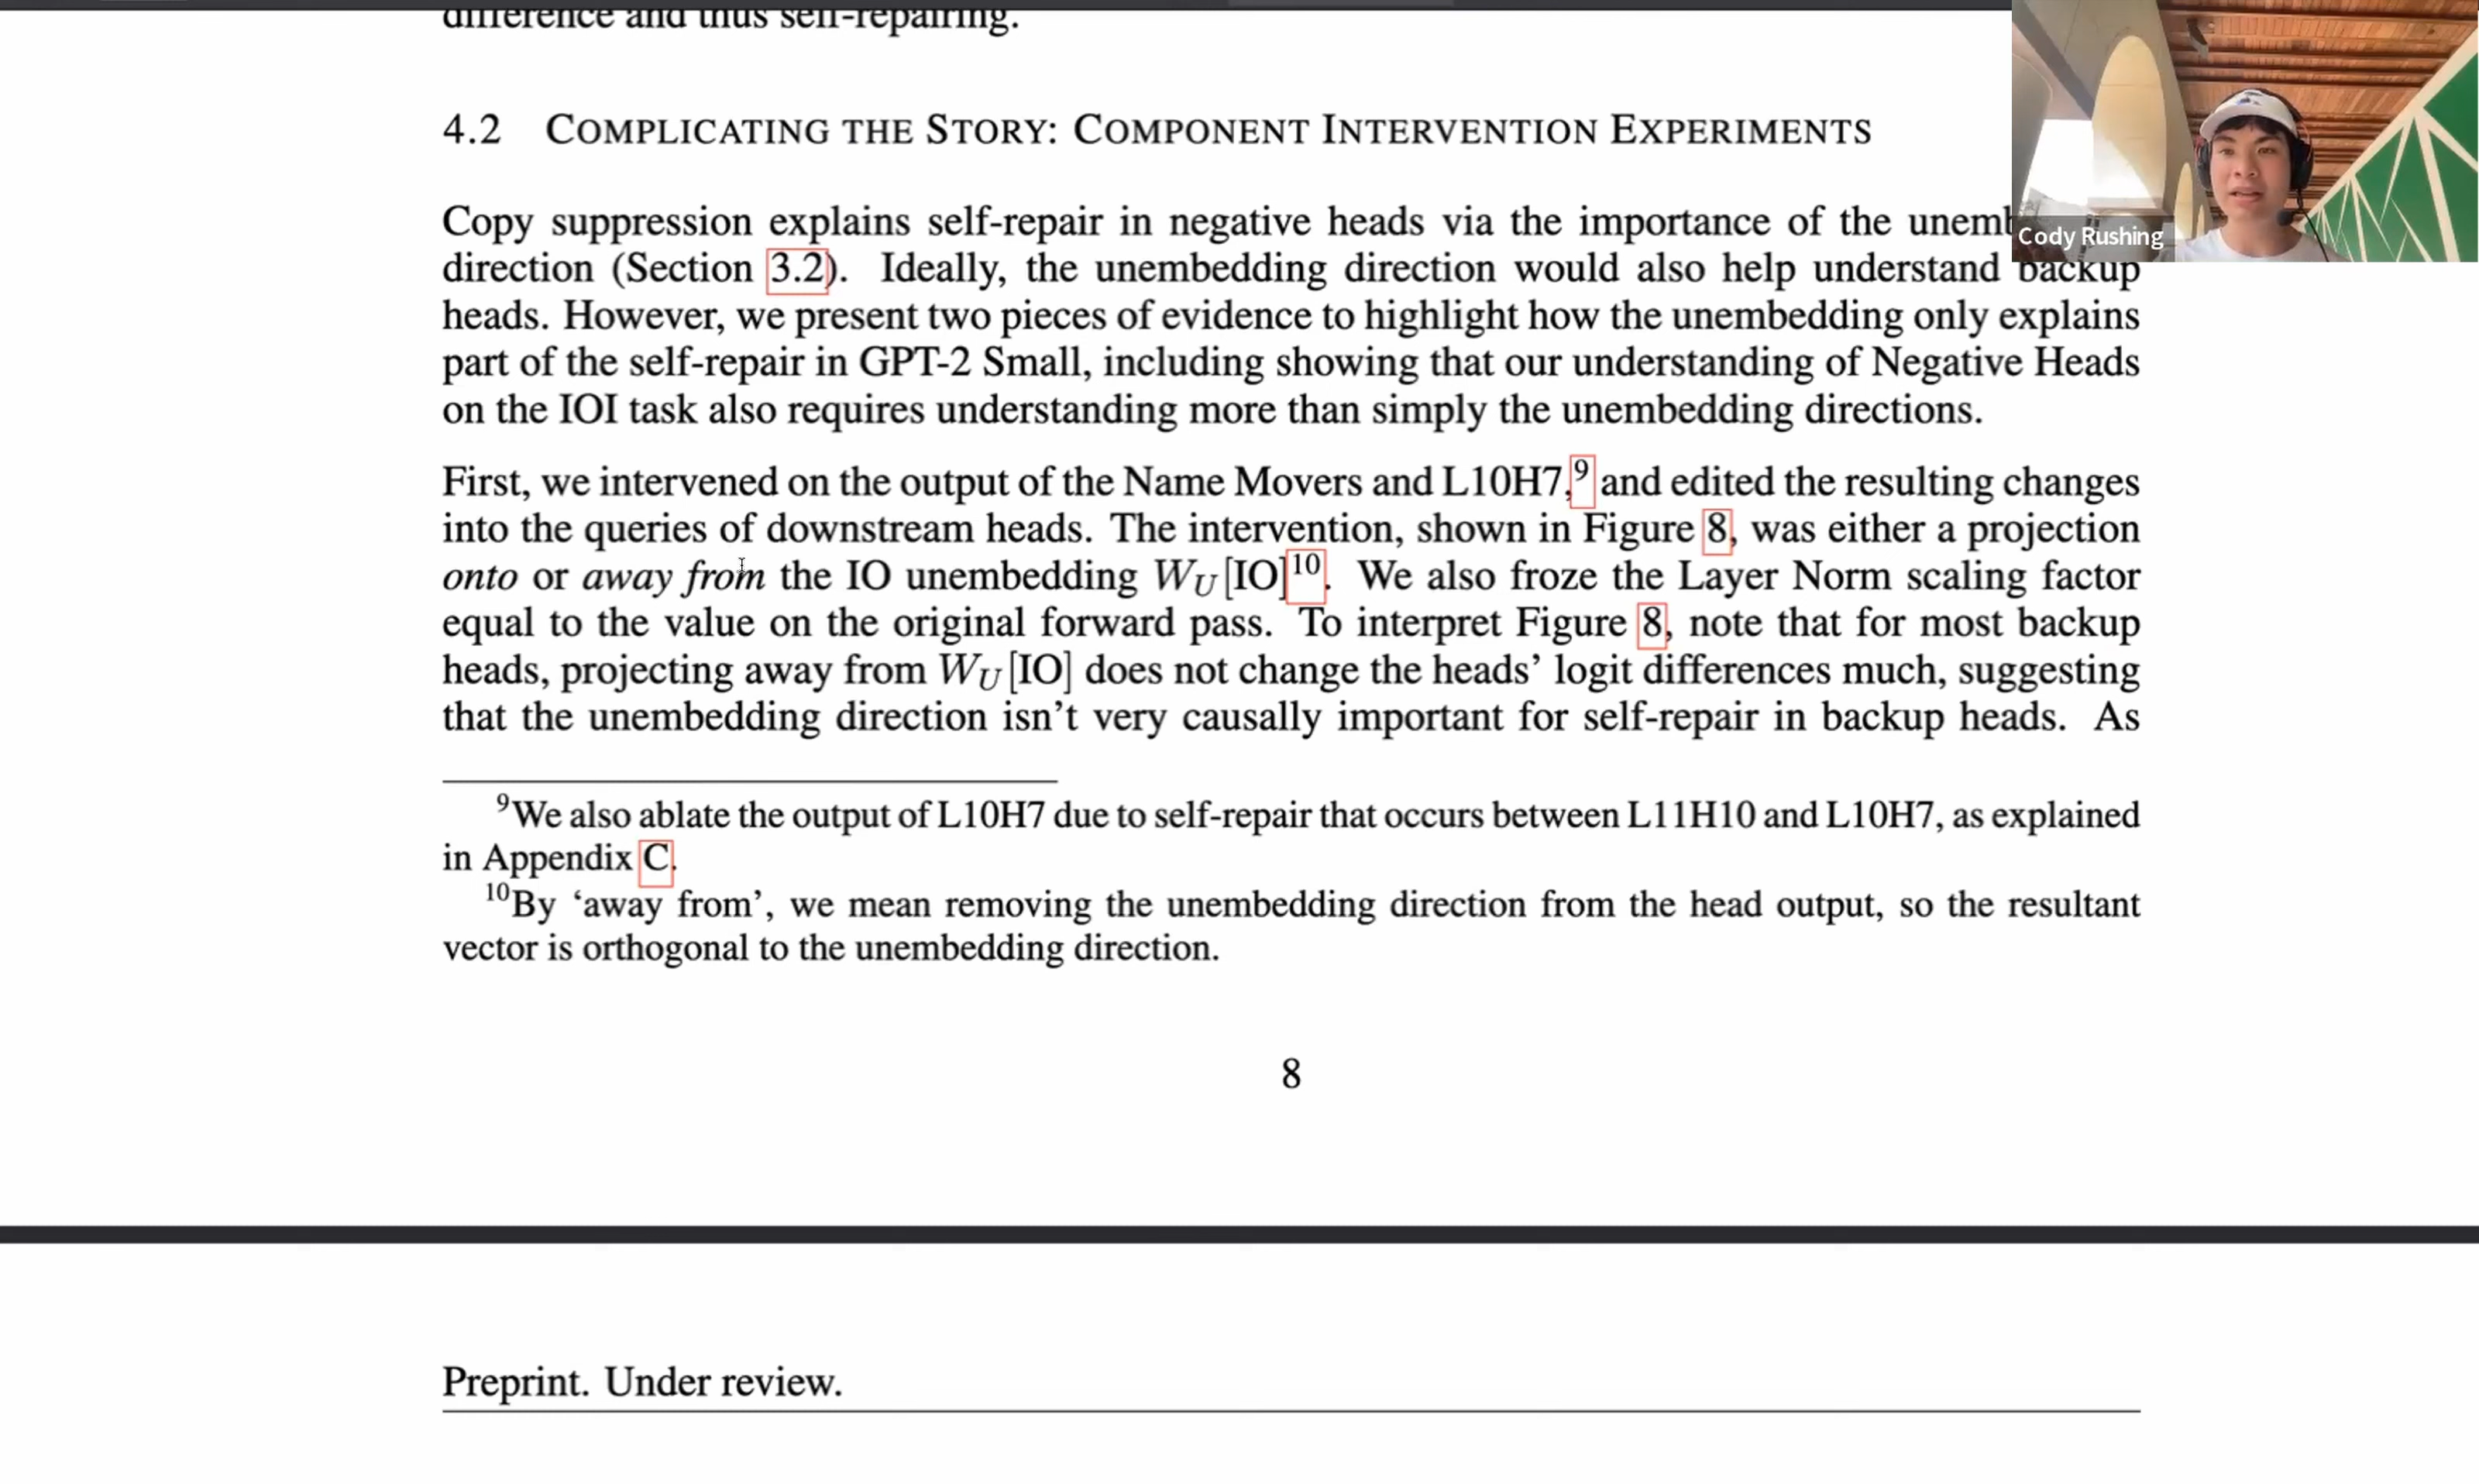 difference and thus self-repairing.
4.2 COMPLICATING THE STORY: COMPONENT INTERVENTION EXPERIMENTS
Copy suppression explains self-repair in negative heads via the importance of the unemb
direction (Section 3.2). Ideally, the unembedding direction would also help understand backup
heads. However, we present two pieces of evidence to highlight how the unembedding only explains
part of the self-repair in GPT-2 Small, including showing that our understanding of Negative Heads
on the IOI task also requires understanding more than simply the unembedding directions.
First, we intervened on the output of the Name Movers and L10H7,⁹ and edited the resulting changes
into the queries of downstream heads. The intervention, shown in Figure 8, was either a projection
onto or away from the IO unembedding W_U[IO]¹⁰. We also froze the Layer Norm scaling factor
equal to the value on the original forward pass. To interpret Figure 8, note that for most backup
heads, projecting away from W_U[IO] does not change the heads' logit differences much, suggesting
that the unembedding direction isn't very causally important for self-repair in backup heads. As
⁹We also ablate the output of L10H7 due to self-repair that occurs between L11H10 and L10H7, as explained
in Appendix C.
¹⁰By 'away from', we mean removing the unembedding direction from the head output, so the resultant
vector is orthogonal to the unembedding direction.
8
Preprint. Under review.
Cody Rushing